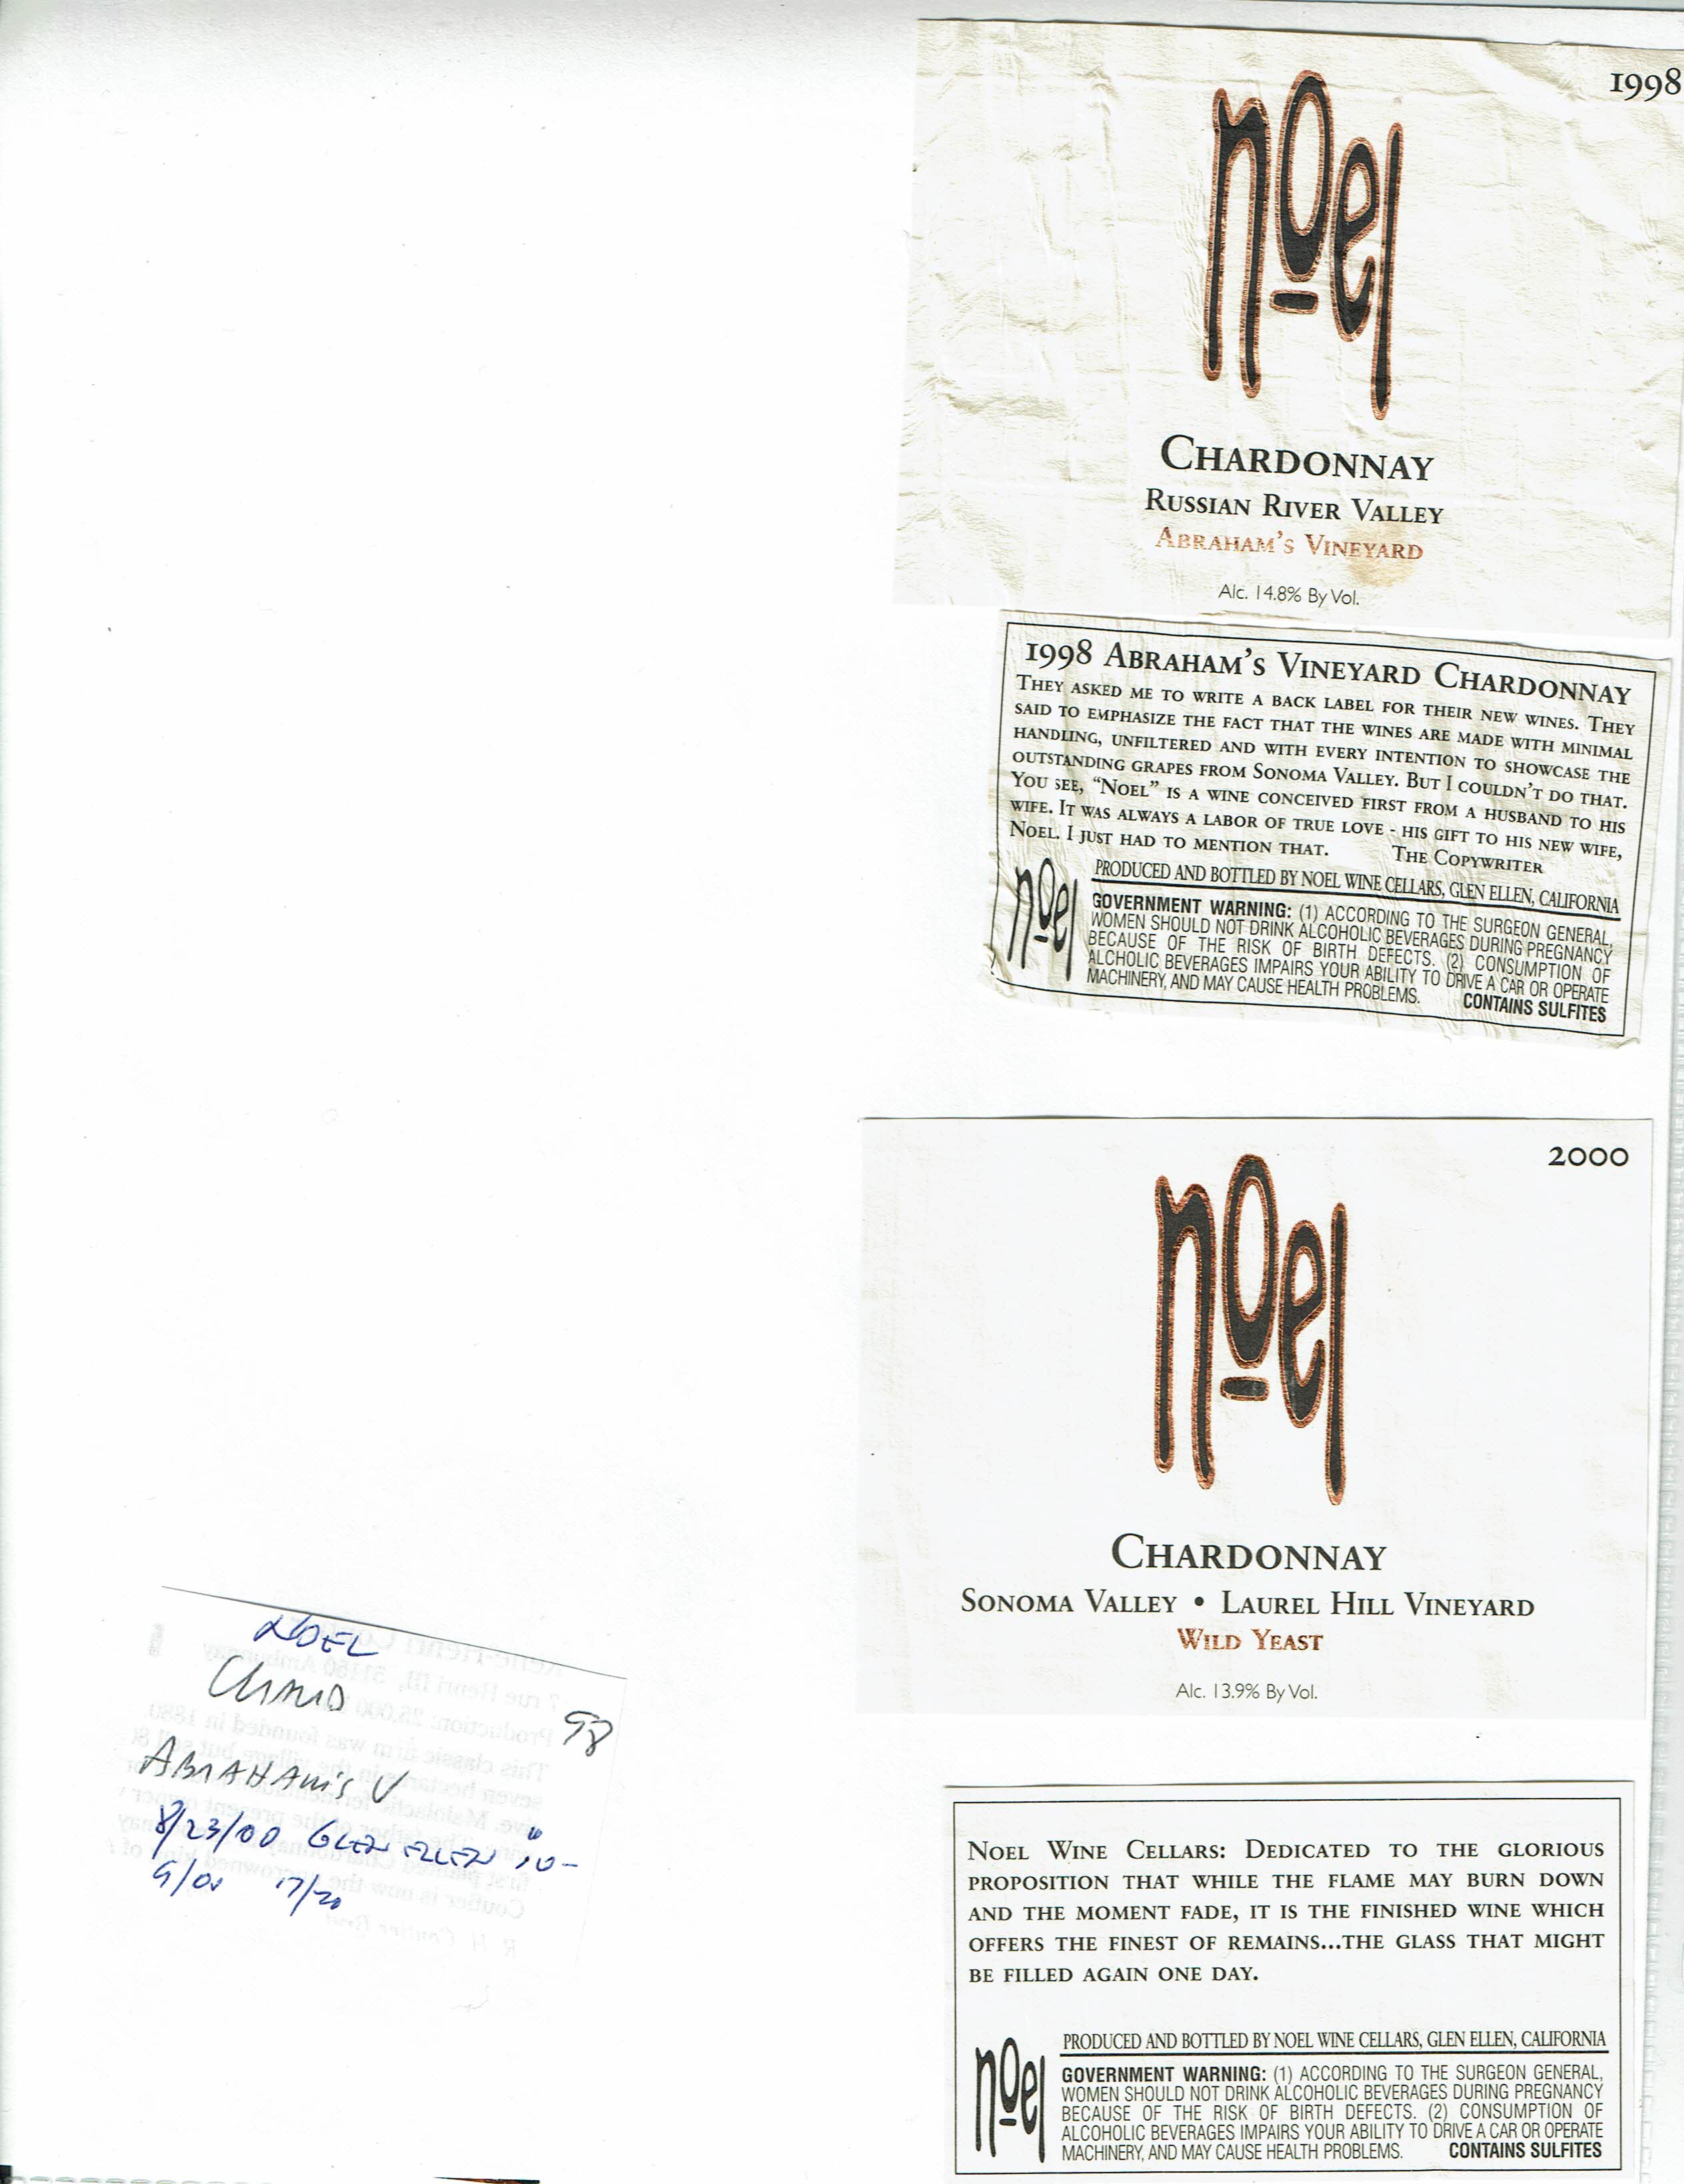 1998
noel
CHARDONNAY
RUSSIAN RIVER VALLEY
ABRAHAM'S VINEYARD
Alc. 14.8% By Vol.
1998 ABRAHAM'S VINEYARD CHARDONNAY
THEY ASKED ME TO WRITE A BACK LABEL FOR THEIR NEW WINES. THEY
SAID TO EMPHASIZE THE FACT THAT THE WINES ARE MADE WITH MINIMAL
HANDLING, UNFILTERED AND WITH EVERY INTENTION TO SHOWCASE THE
OUTSTANDING GRAPES FROM SONOMA VALLEY. BUT I COULDN'T DO THAT.
YOU SEE, "NOEL" IS A WINE CONCEIVED FIRST FROM A HUSBAND TO HIS
WIFE. IT WAS ALWAYS A LABOR OF TRUE LOVE - HIS GIFT TO HIS NEW WIFE,
NOEL. I JUST HAD TO MENTION THAT. THE COPYWRITER
noel
PRODUCED AND BOTTLED BY NOEL WINE CELLARS, GLEN ELLEN, CALIFORNIA
GOVERNMENT WARNING: (1) ACCORDING TO THE SURGEON GENERAL,
WOMEN SHOULD NOT DRINK ALCOHOLIC BEVERAGES DURING PREGNANCY
BECAUSE OF THE RISK OF BIRTH DEFECTS. (2) CONSUMPTION OF
ALCHOLIC BEVERAGES IMPAIRS YOUR ABILITY TO DRIVE A CAR OR OPERATE
MACHINERY, AND MAY CAUSE HEALTH PROBLEMS. CONTAINS SULFITES
2000
noel
CHARDONNAY
SONOMA VALLEY • LAUREL HILL VINEYARD
WILD YEAST
Alc. 13.9% By Vol.
NOEL
CHARD
98
ABRAHAM'S V
8/23/00 GLEN ELLEN
17/20
NOEL WINE CELLARS: DEDICATED TO THE GLORIOUS
PROPOSITION THAT WHILE THE FLAME MAY BURN DOWN
AND THE MOMENT FADE, IT IS THE FINISHED WINE WHICH
OFFERS THE FINEST OF REMAINS...THE GLASS THAT MIGHT
BE FILLED AGAIN ONE DAY.
noel
PRODUCED AND BOTTLED BY NOEL WINE CELLARS, GLEN ELLEN, CALIFORNIA
GOVERNMENT WARNING: (1) ACCORDING TO THE SURGEON GENERAL,
WOMEN SHOULD NOT DRINK ALCOHOLIC BEVERAGES DURING PREGNANCY
BECAUSE OF THE RISK OF BIRTH DEFECTS. (2) CONSUMPTION OF
ALCOHOLIC BEVERAGES IMPAIRS YOUR ABILITY TO DRIVE A CAR OR OPERATE
MACHINERY, AND MAY CAUSE HEALTH PROBLEMS. CONTAINS SULFITES